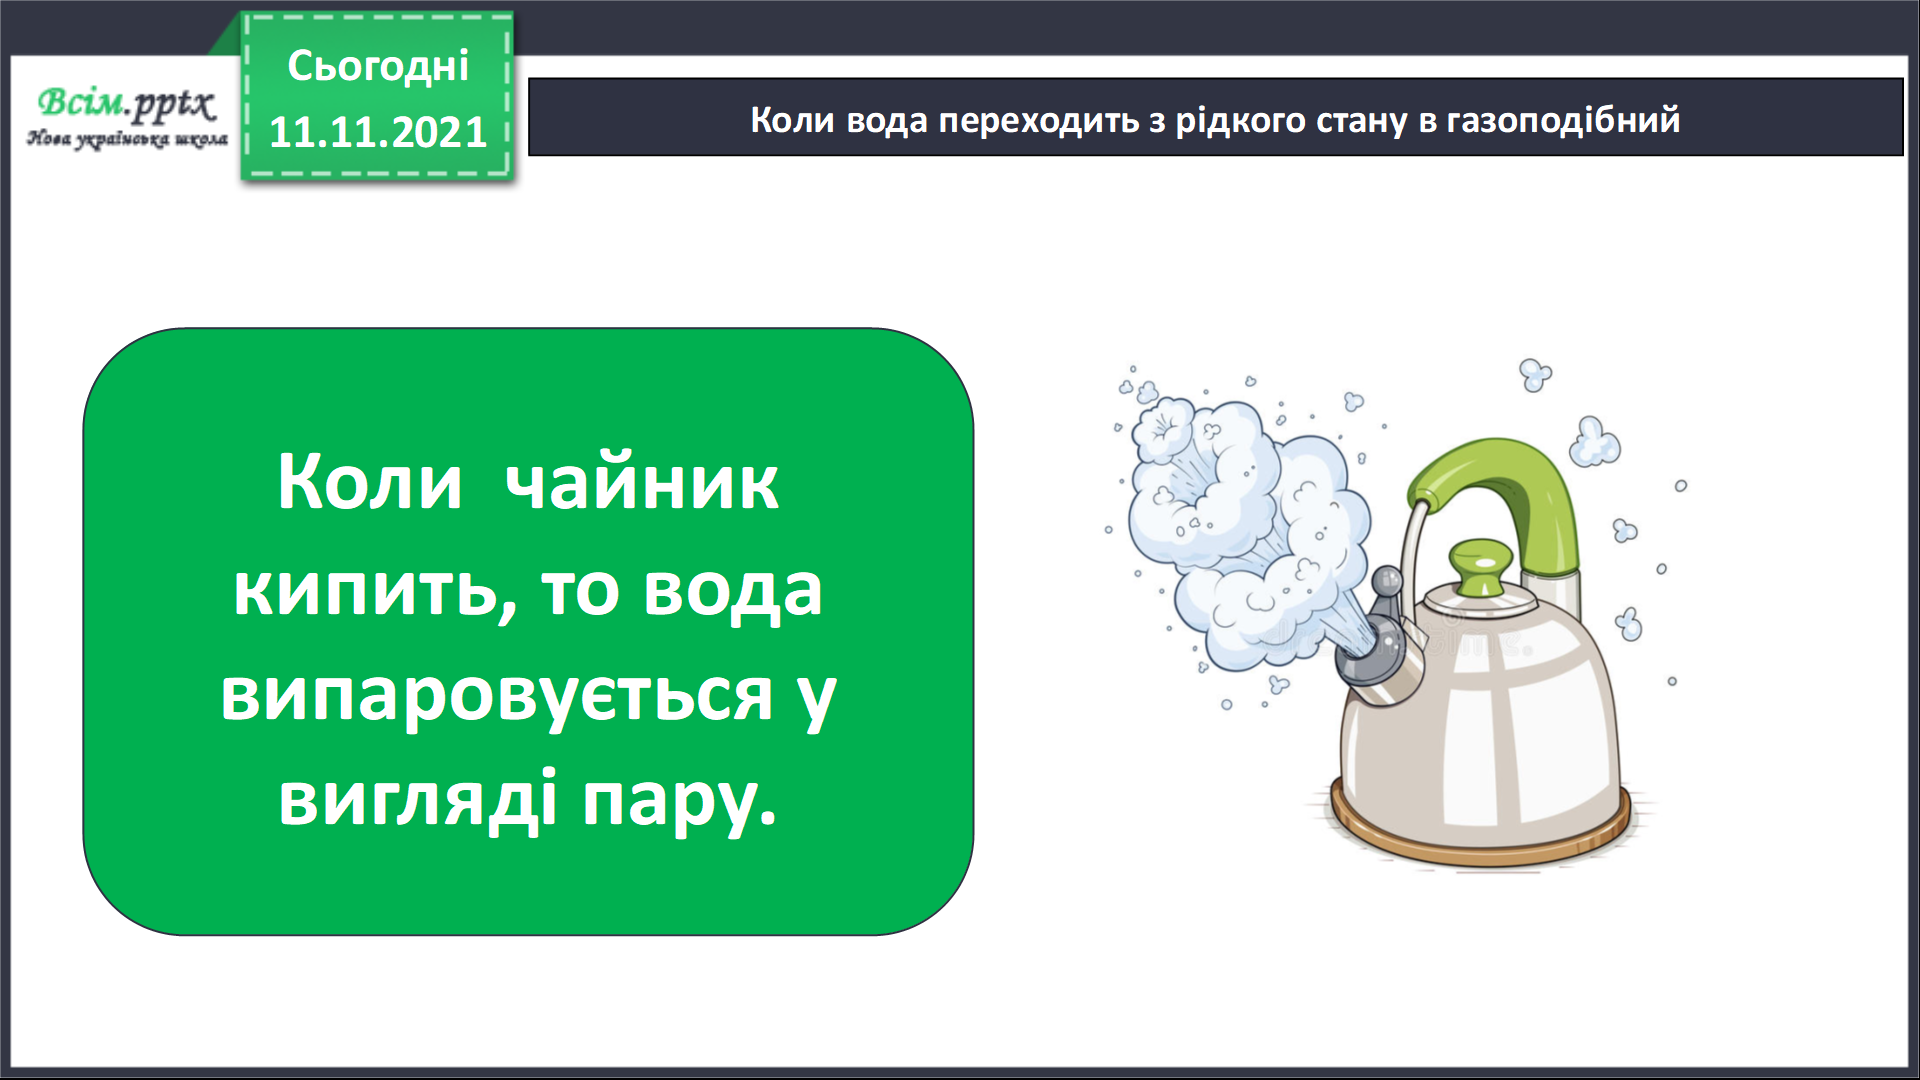 Сьогодні
11.11.2021
Всім.pptx
Нова українська школа
Коли вода переходить з рідкого стану в газоподібний
Коли  чайник
кипить, то вода
випаровується у
вигляді пару.